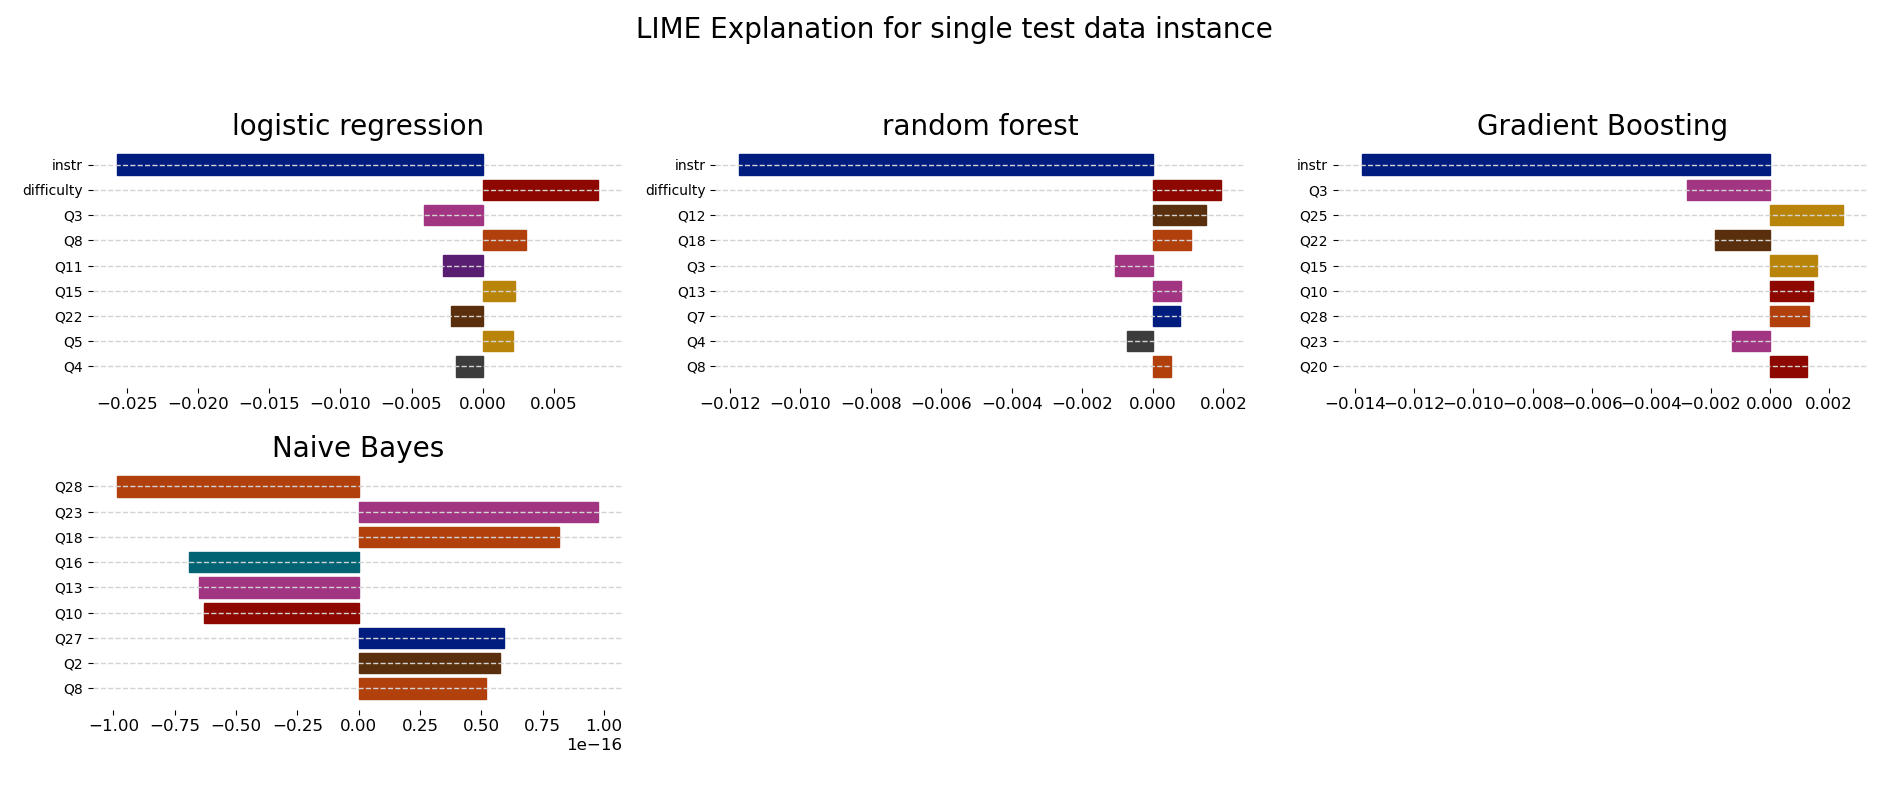 LIME Explanation for single test data instance
logistic regression
instr
difficulty
Q3
Q8
Q11
Q15
Q22
Q5
Q4
−0.025 −0.020 −0.015 −0.010 −0.005 0.000 0.005
random forest
instr
difficulty
Q12
Q18
Q3
Q13
Q7
Q4
Q8
−0.012 −0.010 −0.008 −0.006 −0.004 −0.002 0.000 0.002
Gradient Boosting
instr
Q3
Q25
Q22
Q15
Q10
Q28
Q23
Q20
−0.014 −0.012 −0.010 −0.008 −0.006 −0.004 −0.002 0.000 0.002
Naive Bayes
Q28
Q23
Q18
Q16
Q13
Q10
Q27
Q2
Q8
−1.00 −0.75 −0.50 −0.25 0.00 0.25 0.50 0.75 1.00
1e−16